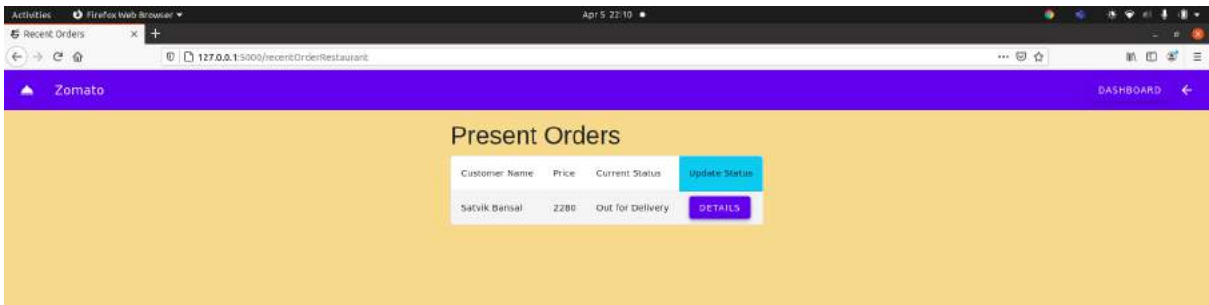 Activities Firefox Web Browser Apr 5 22:10
Recent Orders × +
127.0.0.1:5000/recentOrderRestaurant
Zomato DASHBOARD
Present Orders
Customer Name Price Current Status Update Status
Satvik Bansal 2280 Out for Delivery DETAILS